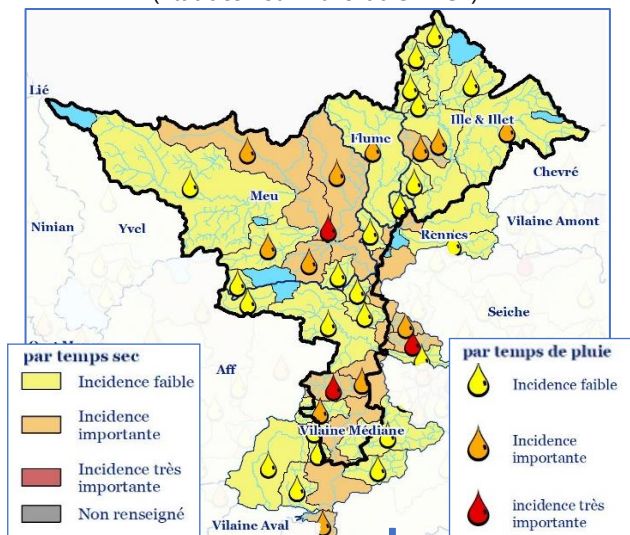 Lié
Flume
Ille & Illet
Chevré
Meu
Ninian
Yvel
Vilaine Amont
Rennes
Seiche
Aff
Vilaine Médiane
Vilaine Aval
par temps sec
Incidence faible
Incidence
importante
Incidence très
importante
Non renseigné
par temps de pluie
Incidence faible
Incidence
importante
incidence très
importante